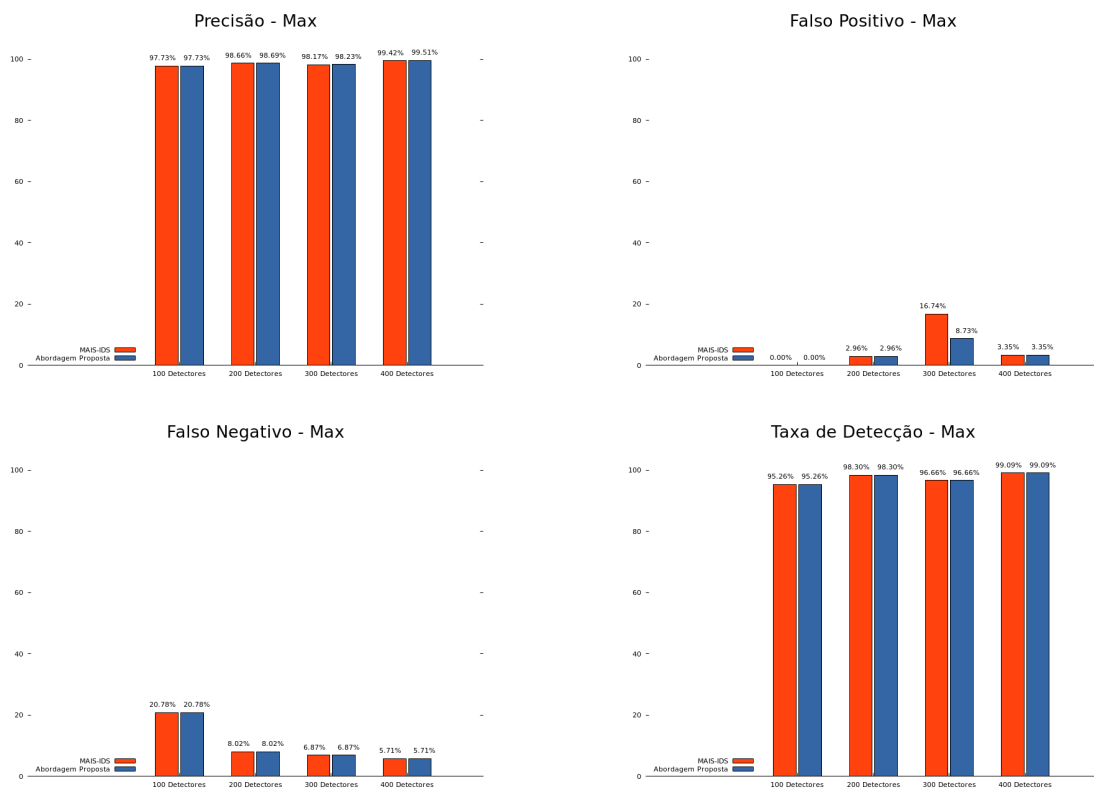 Precisão - Max
97.73% 97.73% 98.66% 98.69% 98.17% 98.23% 99.42% 99.51%
100
80
60
40
20
0
MAIS-IDS
Abordagem Proposta
100 Detectores 200 Detectores 300 Detectores 400 Detectores
Falso Positivo - Max
100
80
60
40
20
0
16.74%
8.73%
2.96% 2.96%
3.35% 3.35%
0.00% 0.00%
MAIS-IDS
Abordagem Proposta
100 Detectores 200 Detectores 300 Detectores 400 Detectores
Falso Negativo - Max
100
80
60
40
20
0
20.78% 20.78%
8.02% 8.02%
6.87% 6.87%
5.71% 5.71%
MAIS-IDS
Abordagem Proposta
100 Detectores 200 Detectores 300 Detectores 400 Detectores
Taxa de Detecção - Max
95.26% 95.26% 98.30% 98.30% 96.66% 96.66% 99.09% 99.09%
100
80
60
40
20
0
MAIS-IDS
Abordagem Proposta
100 Detectores 200 Detectores 300 Detectores 400 Detectores